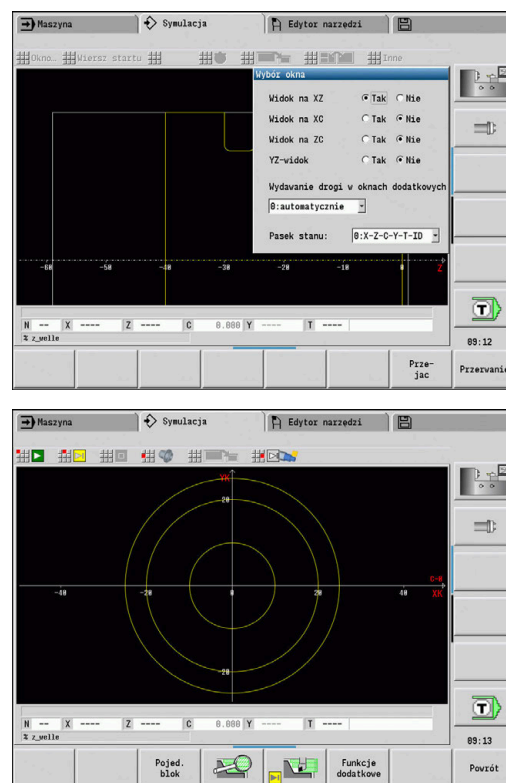 Maszyna Symulacja Edytor narzędzi
Okno.. Wiersz startu Inne
Wybór okna
Widok na XZ Tak Nie
Widok na XC Tak Nie
Widok na ZC Tak Nie
YZ-widok Tak Nie
Wydawanie drogi w oknach dodatkowych
0:automatycznie
Pasek stanu: 0:X-Z-C-Y-T-ID
-60 -50 -40 -30 -20 -10 0 Z
N -- X ---- Z ---- C 0.000 Y ---- T ----
% z_welle
T
09:12
Prze-
jac
Przerwanie
Maszyna Symulacja Edytor narzędzi
XK
20
C-0
-40 -20 0 20 40 XK
-20
N -- X ---- Z ---- C 0.000 Y ---- T ----
% z_welle
T
09:13
Pojed.
blok
Funkcje
dodatkowe
Powrót